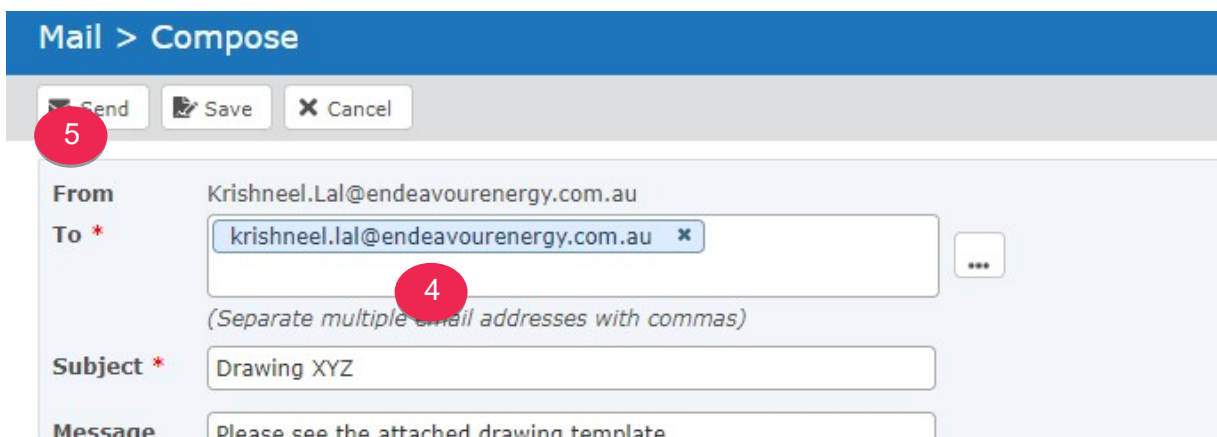 Mail > Compose
Send Save Cancel
5
From Krishneel.Lal@endeavourenergy.com.au
To * krishneel.lal@endeavourenergy.com.au ×
...
4
(Separate multiple email addresses with commas)
Subject * Drawing XYZ
Message Please see the attached drawing template